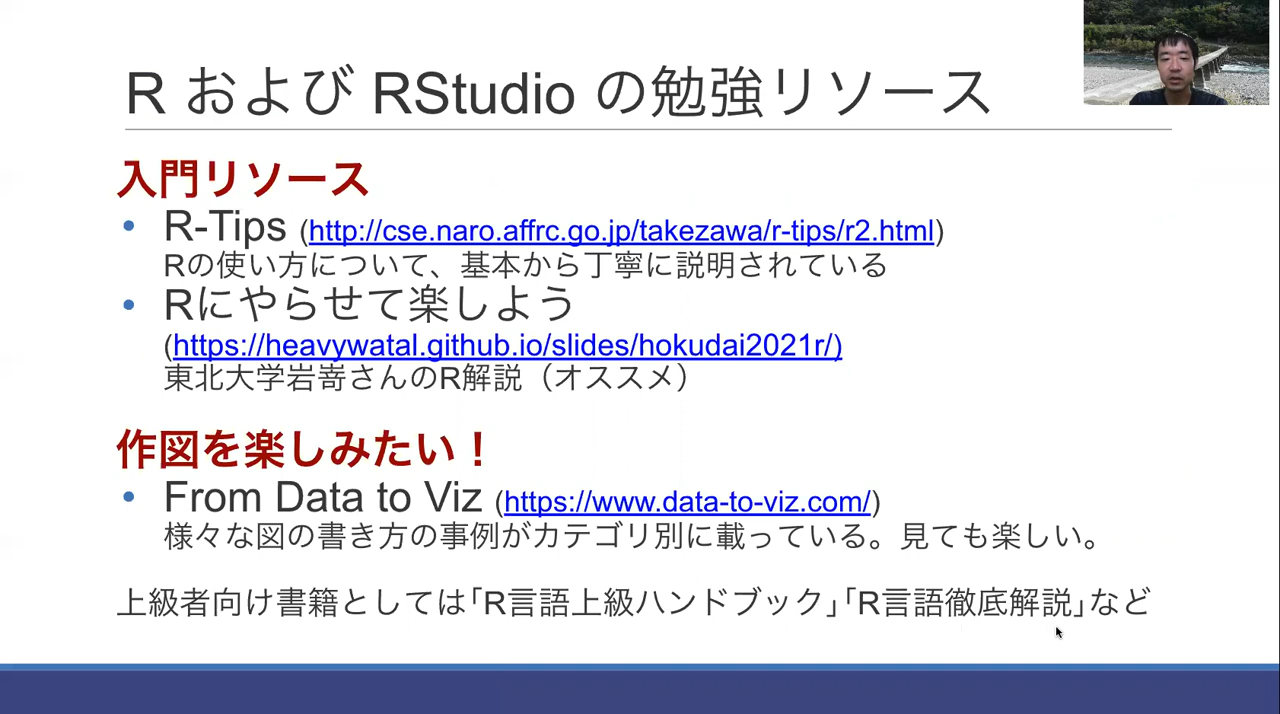 R および RStudio の勉強リソース
入門リソース
• R-Tips (http://cse.naro.affrc.go.jp/takezawa/r-tips/r2.html)
Rの使い方について、基本から丁寧に説明されている
• Rにやらせて楽しよう
(https://heavywatal.github.io/slides/hokudai2021r/)
東北大学岩嵜さんのR解説（オススメ）
作図を楽しみたい！
• From Data to Viz (https://www.data-to-viz.com/)
様々な図の書き方の事例がカテゴリ別に載っている。見ても楽しい。
上級者向け書籍としては｢R言語上級ハンドブック｣｢R言語徹底解説｣など